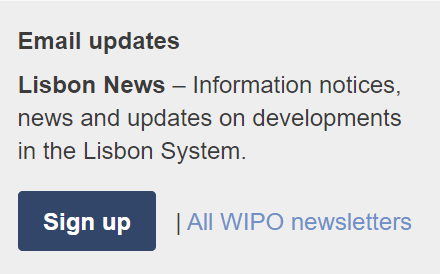 Email updates
Lisbon News – Information notices,
news and updates on developments
in the Lisbon System.
Sign up | All WIPO newsletters